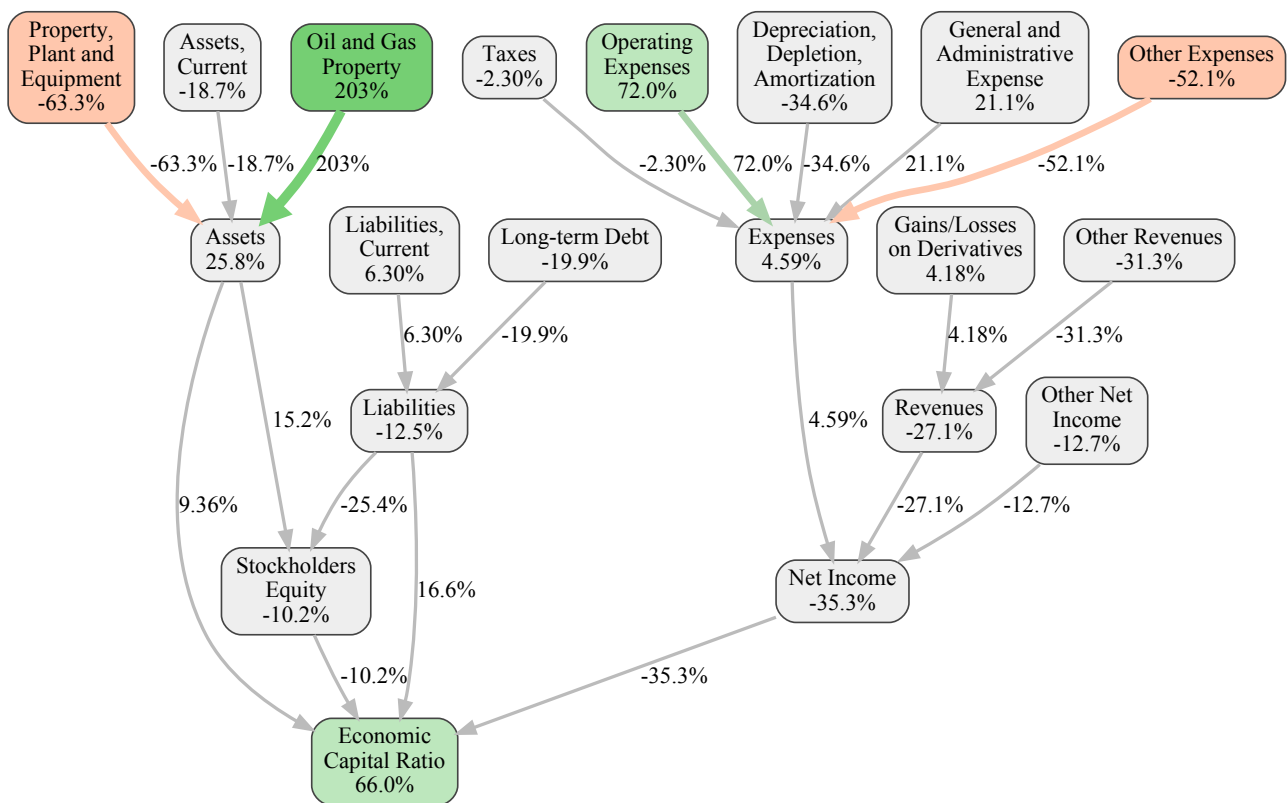 Property,
Plant and
Equipment
-63.3%
Assets,
Current
-18.7%
Oil and Gas
Property
203%
Taxes
-2.30%
Operating
Expenses
72.0%
Depreciation,
Depletion,
Amortization
-34.6%
General and
Administrative
Expense
21.1%
Other Expenses
-52.1%
-63.3%
-18.7%
203%
-2.30%
72.0%
-34.6%
21.1%
-52.1%
Assets
25.8%
Liabilities,
Current
6.30%
Long-term Debt
-19.9%
Expenses
4.59%
Gains/Losses
on Derivatives
4.18%
Other Revenues
-31.3%
6.30%
-19.9%
4.18%
-31.3%
15.2%
Liabilities
-12.5%
4.59%
Revenues
-27.1%
Other Net
Income
-12.7%
9.36%
-25.4%
-27.1%
-12.7%
Stockholders
Equity
-10.2%
16.6%
Net Income
-35.3%
-10.2%
-35.3%
Economic
Capital Ratio
66.0%